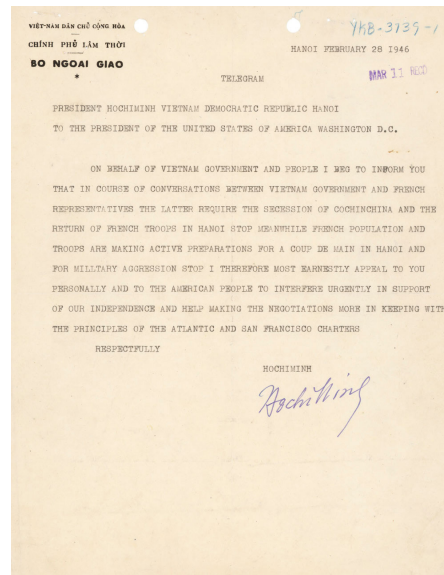 VIỆT-NAM DÂN CHỦ CỘNG HÒA
CHÍNH PHỦ LÂM THỜI
BO NGOAI GIAO
*
YKB-3739-1
HANOI FEBRUARY 28 1946
MAR 11 REC'D
TELEGRAM
PRESIDENT HOCHIMINH VIETNAM DEMOCRATIC REPUBLIC HANOI
TO THE PRESIDENT OF THE UNITED STATES OF AMERICA WASHINGTON D.C.
ON BEHALF OF VIETNAM GOVERNMENT AND PEOPLE I BEG TO INFORM YOU
THAT IN COURSE OF CONVERSATIONS BETWEEN VIETNAM GOVERNMENT AND FRENCH
REPRESENTATIVES THE LATTER REQUIRE THE SECESSION OF COCHINCHINA AND THE
RETURN OF FRENCH TROOPS IN HANOI STOP MEANWHILE FRENCH POPULATION AND
TROOPS ARE MAKING ACTIVE PREPARATIONS FOR A COUP DE MAIN IN HANOI AND
FOR MILITARY AGGRESSION STOP I THEREFORE MOST EARNESTLY APPEAL TO YOU
PERSONALLY AND TO THE AMERICAN PEOPLE TO INTERFERE URGENTLY IN SUPPORT
OF OUR INDEPENDENCE AND HELP MAKING THE NEGOTIATIONS MORE IN KEEPING WITH
THE PRINCIPLES OF THE ATLANTIC AND SAN FRANCISCO CHARTERS
RESPECTFULLY
HOCHIMINH
Hochiminh